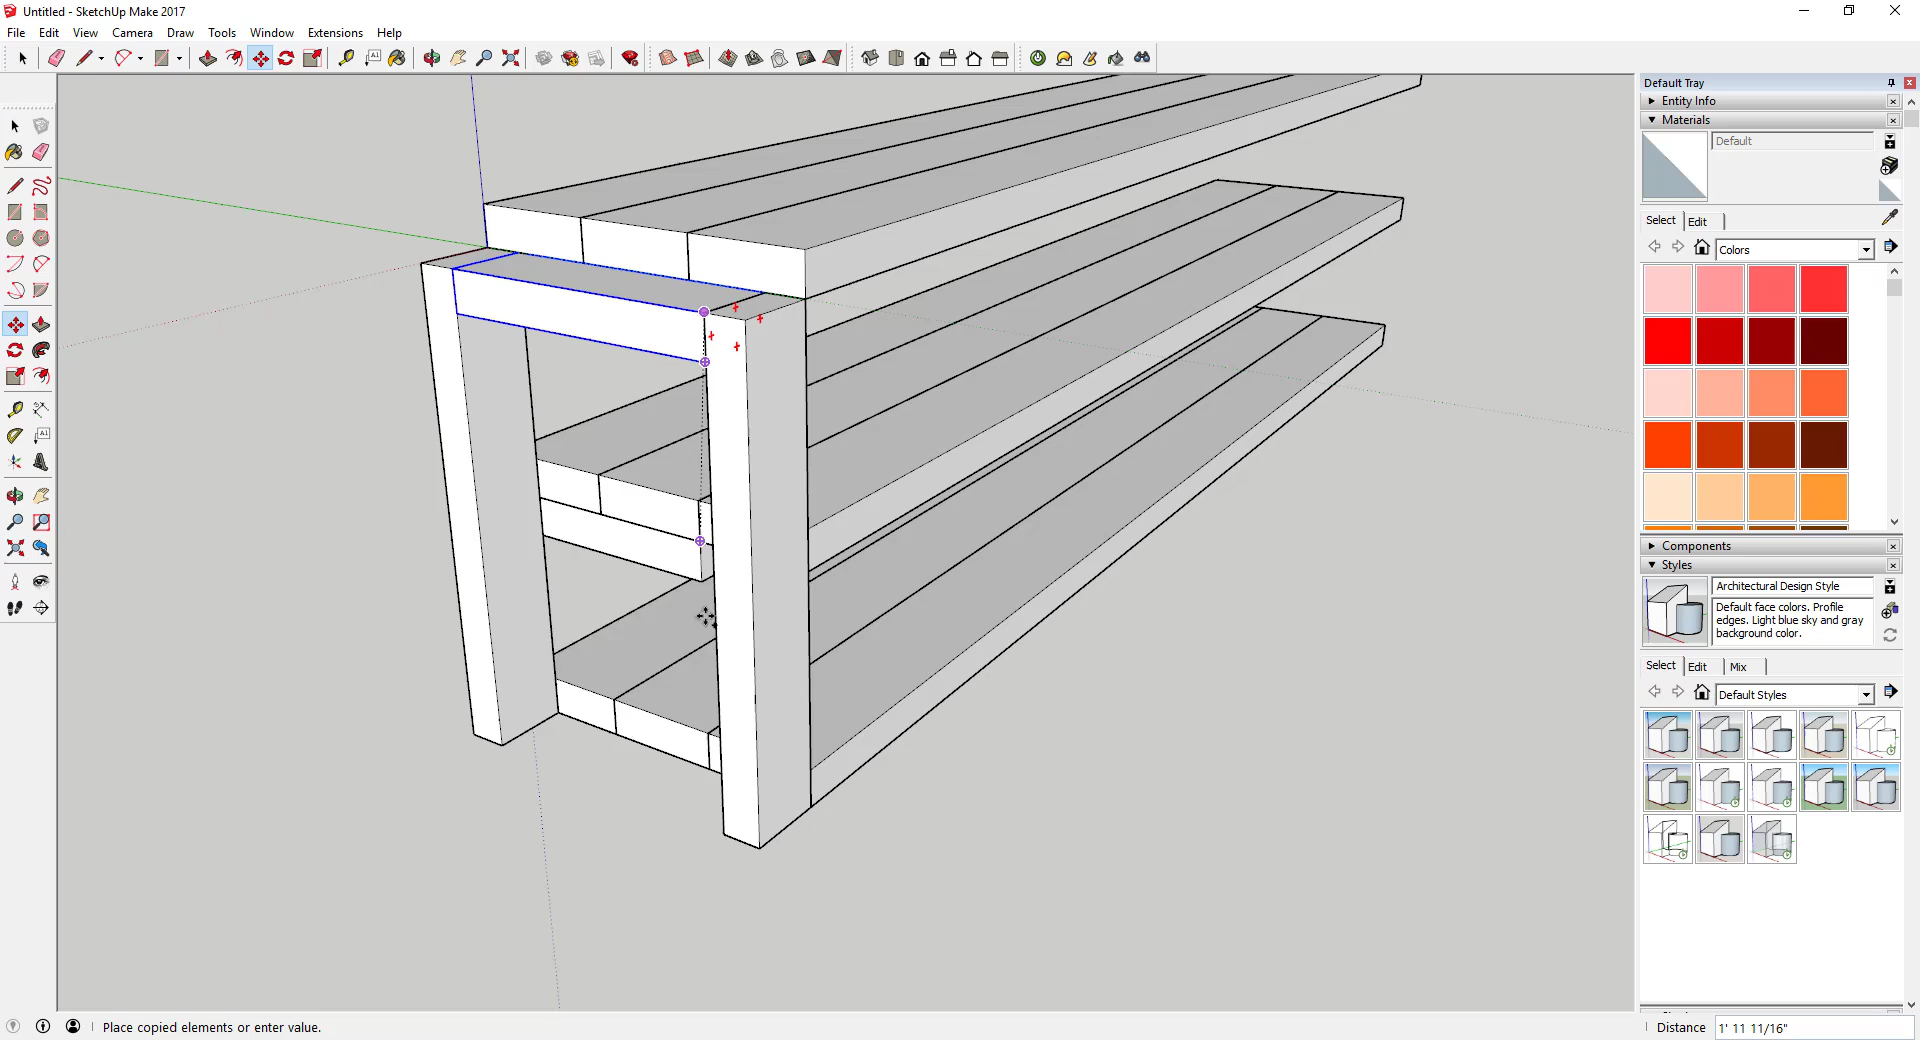 Untitled - SketchUp Make 2017
File Edit View Camera Draw Tools Window Extensions Help
Default Tray
Entity Info
Materials
Default
Select Edit
Colors
Components
Styles
Architectural Design Style
Default face colors. Profile
edges. Light blue sky and gray
background color.
Select Edit Mix
Default Styles
Place copied elements or enter value.
Distance 1' 11 11/16"